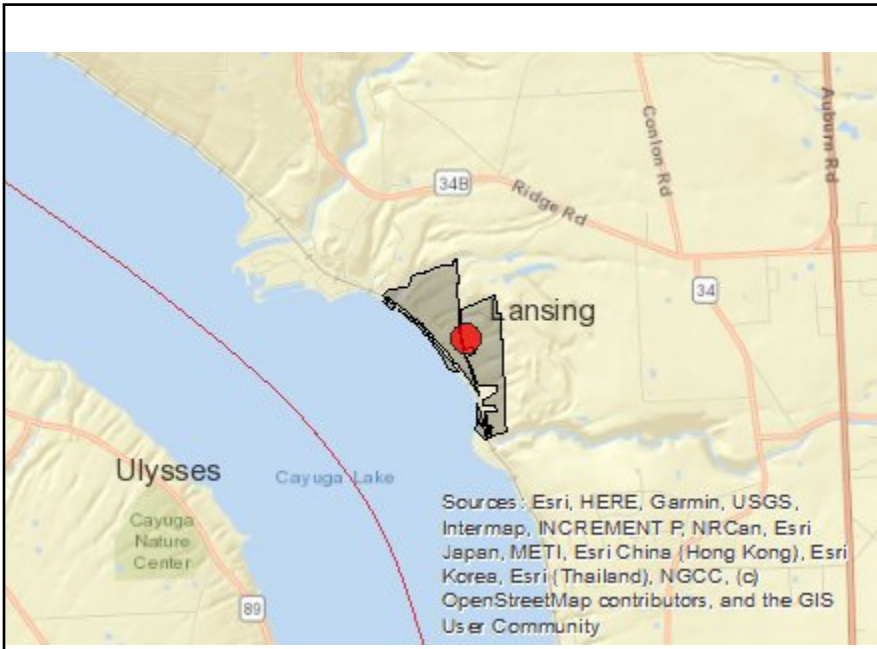 Auburn Rd
Conlon Rd
34B
Ridge Rd
34
Lansing
Ulysses
Cayuga Lake
Cayuga
Nature
Center
89
Sources: Esri, HERE, Garmin, USGS,
Intermap, INCREMENT P, NRCan, Esri
Japan, METI, Esri China (Hong Kong), Esri
Korea, Esri (Thailand), NGCC, (c)
OpenStreetMap contributors, and the GIS
User Community